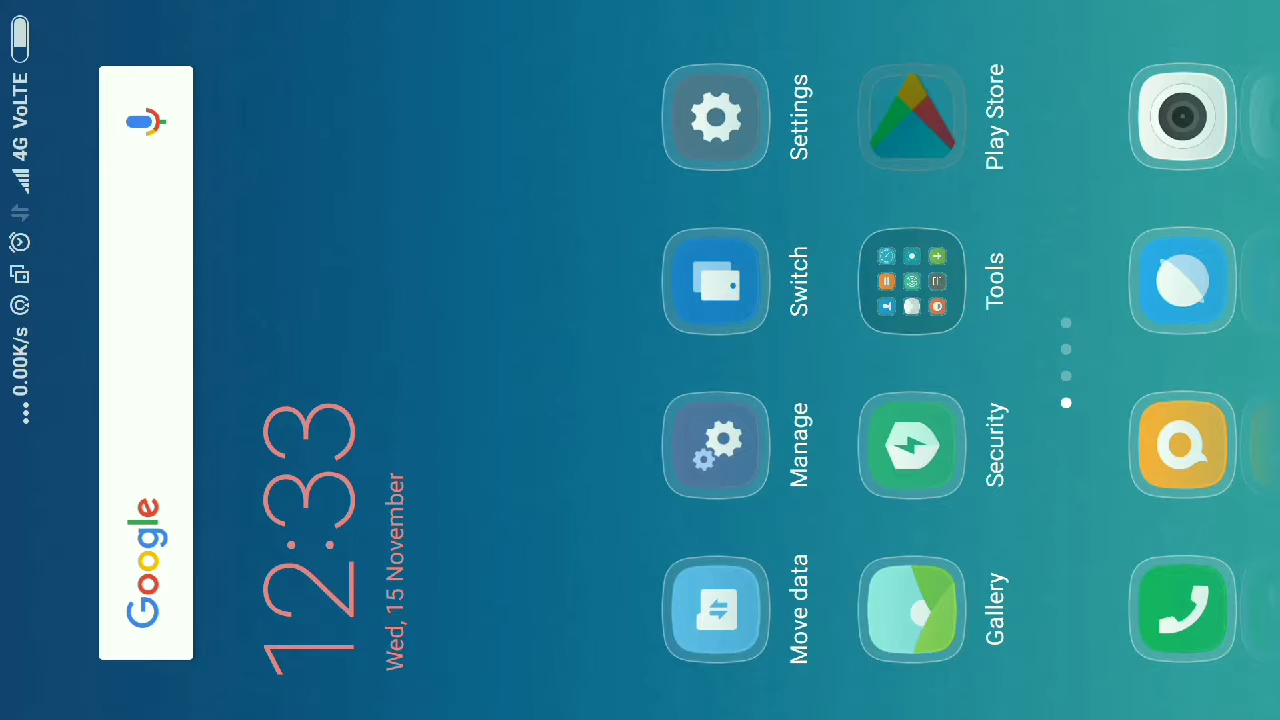 ... 0.00K/s 4G VoLTE
Google
12:33
Wed, 15 November
Move data Manage Switch Settings
Gallery Security Tools Play Store